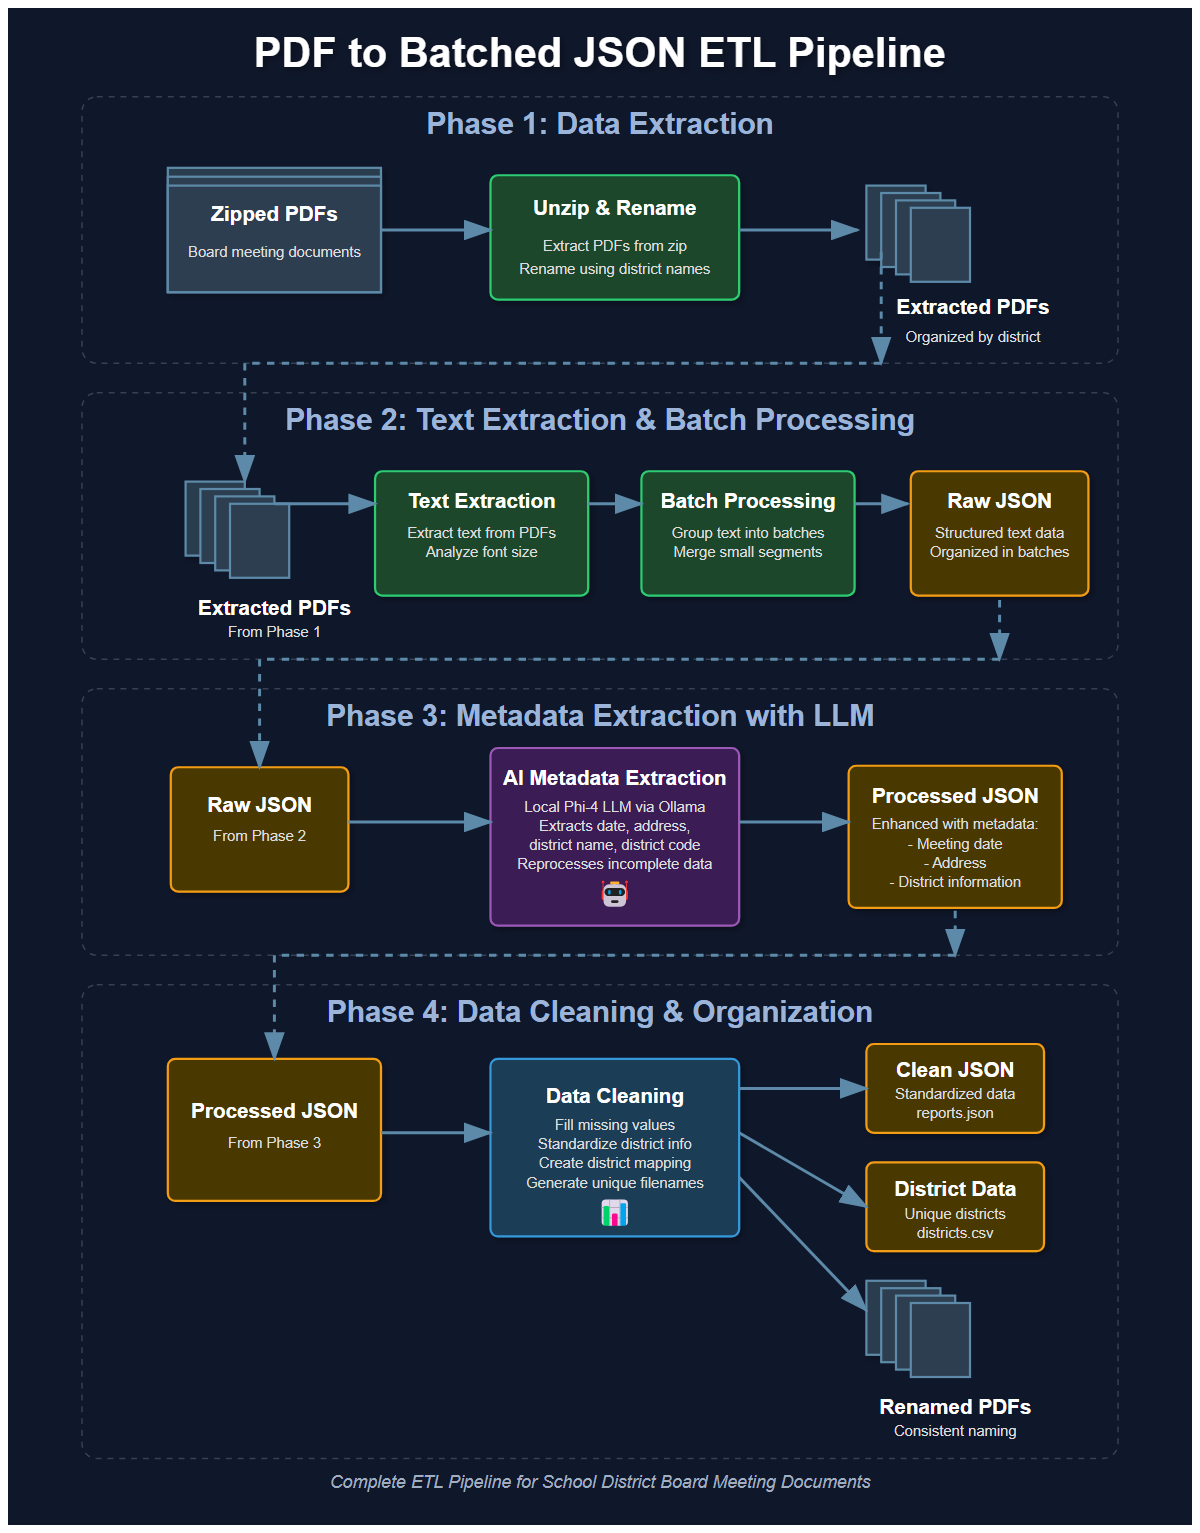 PDF to Batched JSON ETL Pipeline
Phase 1: Data Extraction
Zipped PDFs
Board meeting documents
Unzip & Rename
Extract PDFs from zip
Rename using district names
Extracted PDFs
Organized by district
Phase 2: Text Extraction & Batch Processing
Extracted PDFs
From Phase 1
Text Extraction
Extract text from PDFs
Analyze font size
Batch Processing
Group text into batches
Merge small segments
Raw JSON
Structured text data
Organized in batches
Phase 3: Metadata Extraction with LLM
Raw JSON
From Phase 2
AI Metadata Extraction
Local Phi-4 LLM via Ollama
Extracts date, address,
district name, district code
Reprocesses incomplete data
Processed JSON
Enhanced with metadata:
- Meeting date
- Address
- District information
Phase 4: Data Cleaning & Organization
Processed JSON
From Phase 3
Data Cleaning
Fill missing values
Standardize district info
Create district mapping
Generate unique filenames
Clean JSON
Standardized data
reports.json
District Data
Unique districts
districts.csv
Renamed PDFs
Consistent naming
Complete ETL Pipeline for School District Board Meeting Documents